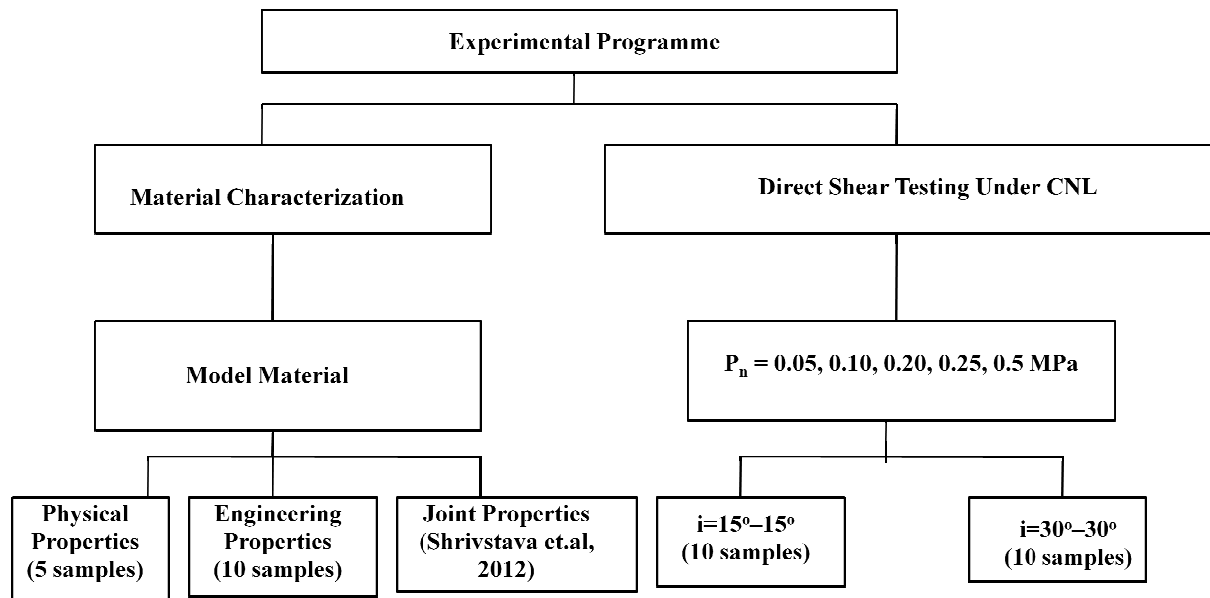 Experimental Programme
Material Characterization
Direct Shear Testing Under CNL
Model Material
Pn = 0.05, 0.10, 0.20, 0.25, 0.5 MPa
Physical
Properties
(5 samples)
Engineering
Properties
(10 samples)
Joint Properties
(Shrivstava ct.al,
2012)
i=15º–15º
(10 samples)
i=30º–30º
(10 samples)